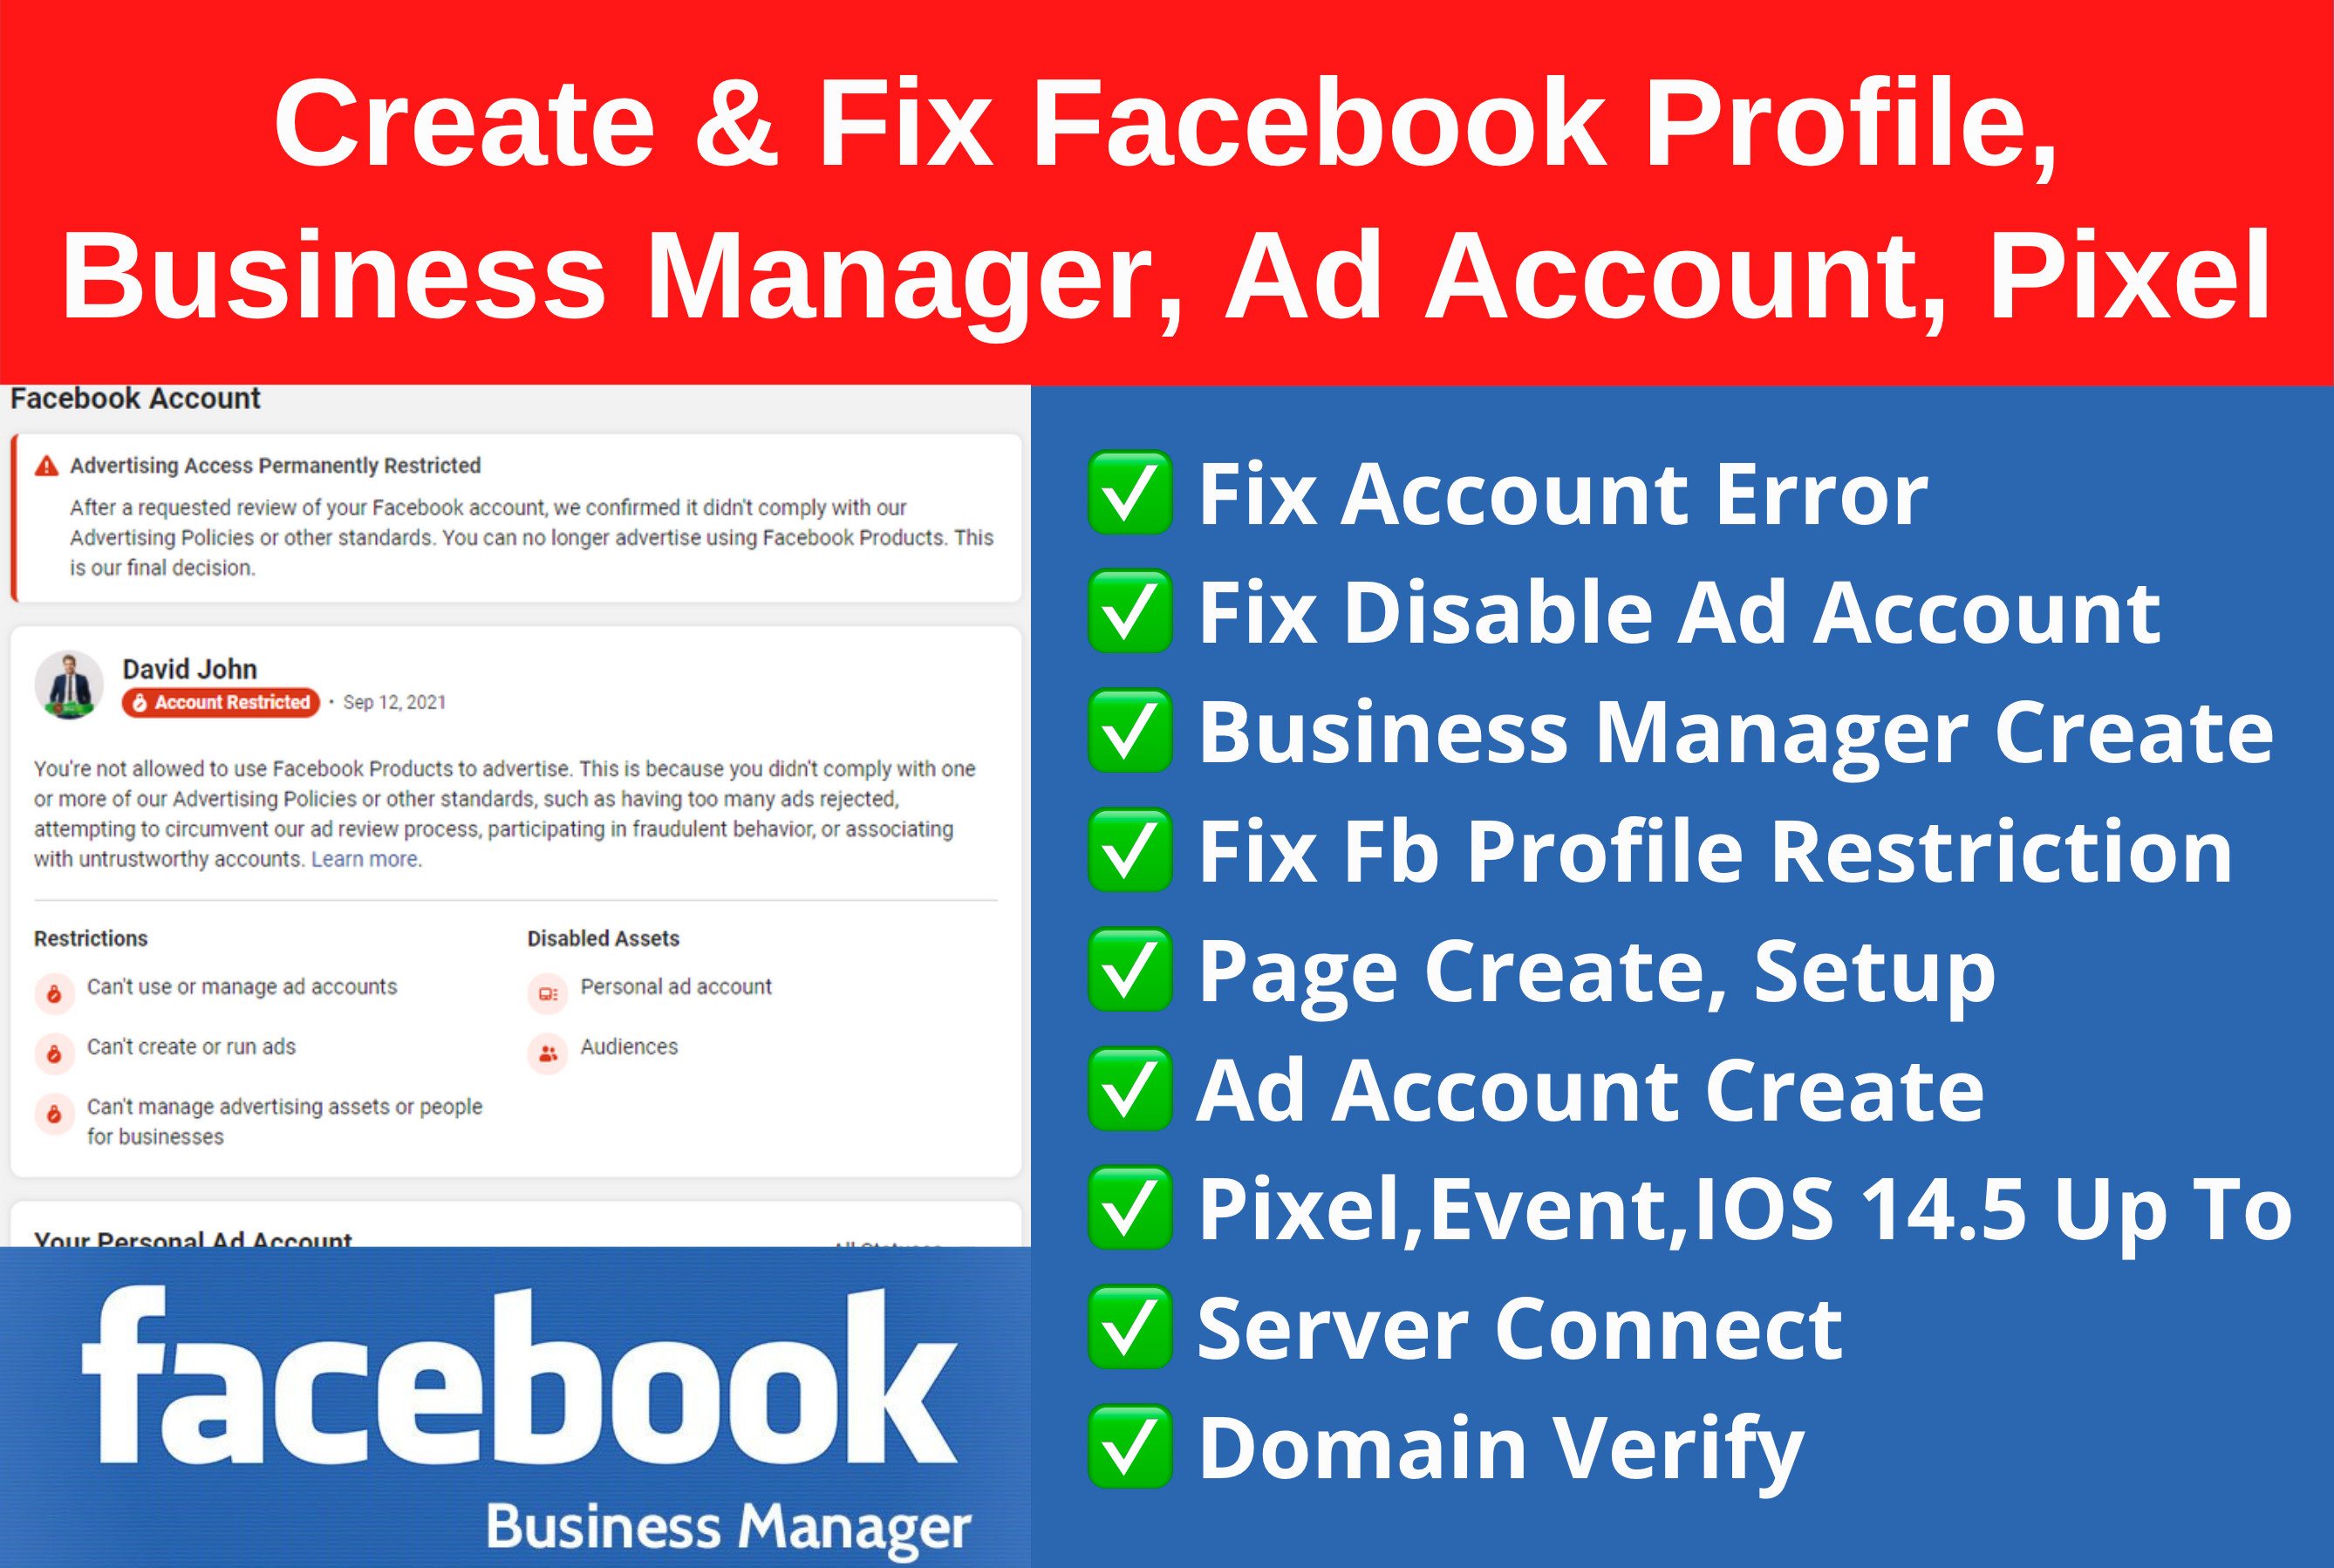 Create & Fix Facebook Profile,
Business Manager, Ad Account, Pixel
Facebook Account
Advertising Access Permanently Restricted
After a requested review of your Facebook account, we confirmed it didn't comply with our
Advertising Policies or other standards. You can no longer advertise using Facebook Products. This
is our final decision.
David John
Account Restricted • Sep 12, 2021
You're not allowed to use Facebook Products to advertise. This is because you didn't comply with one
or more of our Advertising Policies or other standards, such as having too many ads rejected,
attempting to circumvent our ad review process, participating in fraudulent behavior, or associating
with untrustworthy accounts. Learn more.
Restrictions
Can't use or manage ad accounts
Can't create or run ads
Can't manage advertising assets or people
for businesses
Disabled Assets
Personal ad account
Audiences
Your Personal Ad Account
facebook
Business Manager
Fix Account Error
Fix Disable Ad Account
Business Manager Create
Fix Fb Profile Restriction
Page Create, Setup
Ad Account Create
Pixel,Event,IOS 14.5 Up To
Server Connect
Domain Verify